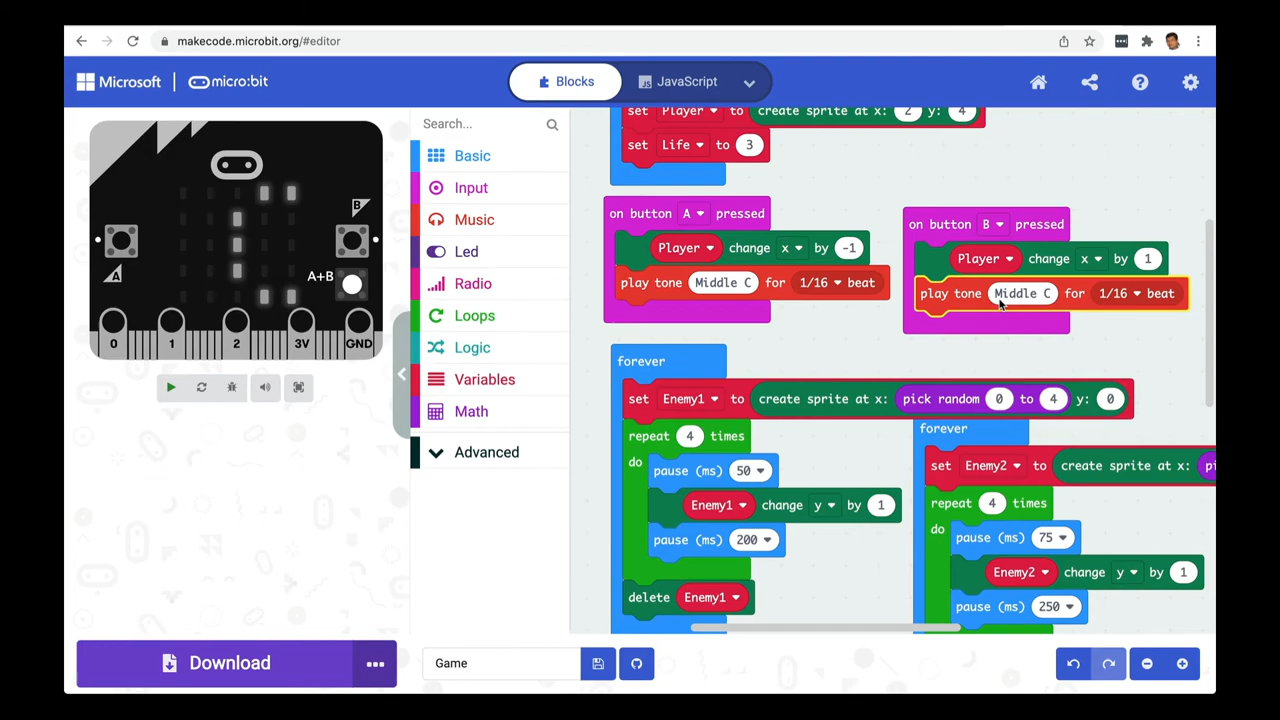 makecode.microbit.org/#editor
Microsoft
micro:bit
Blocks
JavaScript
A
B
A+B
0 1 2 3V GND
Search...
Basic
Input
Music
Led
Radio
Loops
Logic
Variables
Math
Advanced
set Player to create sprite at x: 2 y: 4
set Life to 3
on button A pressed
Player change x by -1
play tone Middle C for 1/16 beat
on button B pressed
Player change x by 1
play tone Middle C for 1/16 beat
forever
set Enemy1 to create sprite at x: pick random 0 to 4 y: 0
repeat 4 times
do
pause (ms) 50
Enemy1 change y by 1
pause (ms) 200
delete Enemy1
forever
set Enemy2 to create sprite at x: pi
repeat 4 times
do
pause (ms) 75
Enemy2 change y by 1
pause (ms) 250
Download
Game